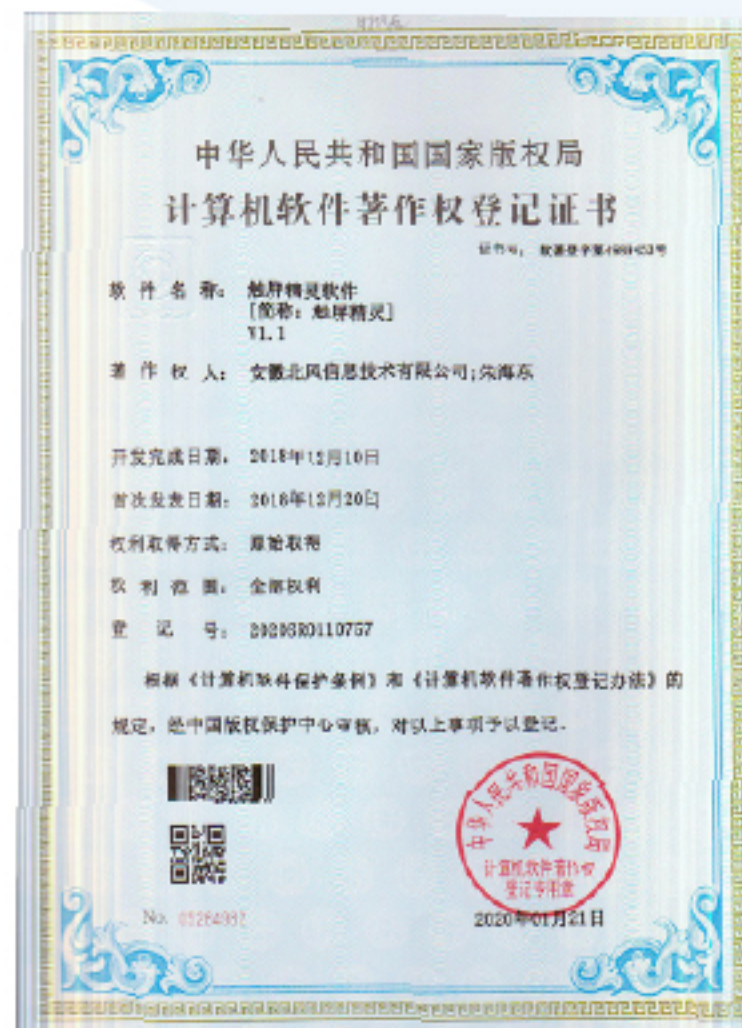 中华人民共和国国家版权局
计算机软件著作权登记证书
证书号: 软著登字第
软件名称: 触屏精灵软件
[简称: 触屏精灵]
V1.1
著作权人: 安徽北风信息技术有限公司;朱海东
开发完成日期: 2018年12月10日
首次发表日期: 2018年12月20日
权利取得方式: 原始取得
权利范围: 全部权利
登记号: 2020SR0110757
根据《计算机软件保护条例》和《计算机软件著作权登记办法》的
规定,经中国版权保护中心审核,对以上事项予以登记。
中华人民共和国国家版权局
计算机软件著作权
登记专用章
No. 05284982
2020年01月21日